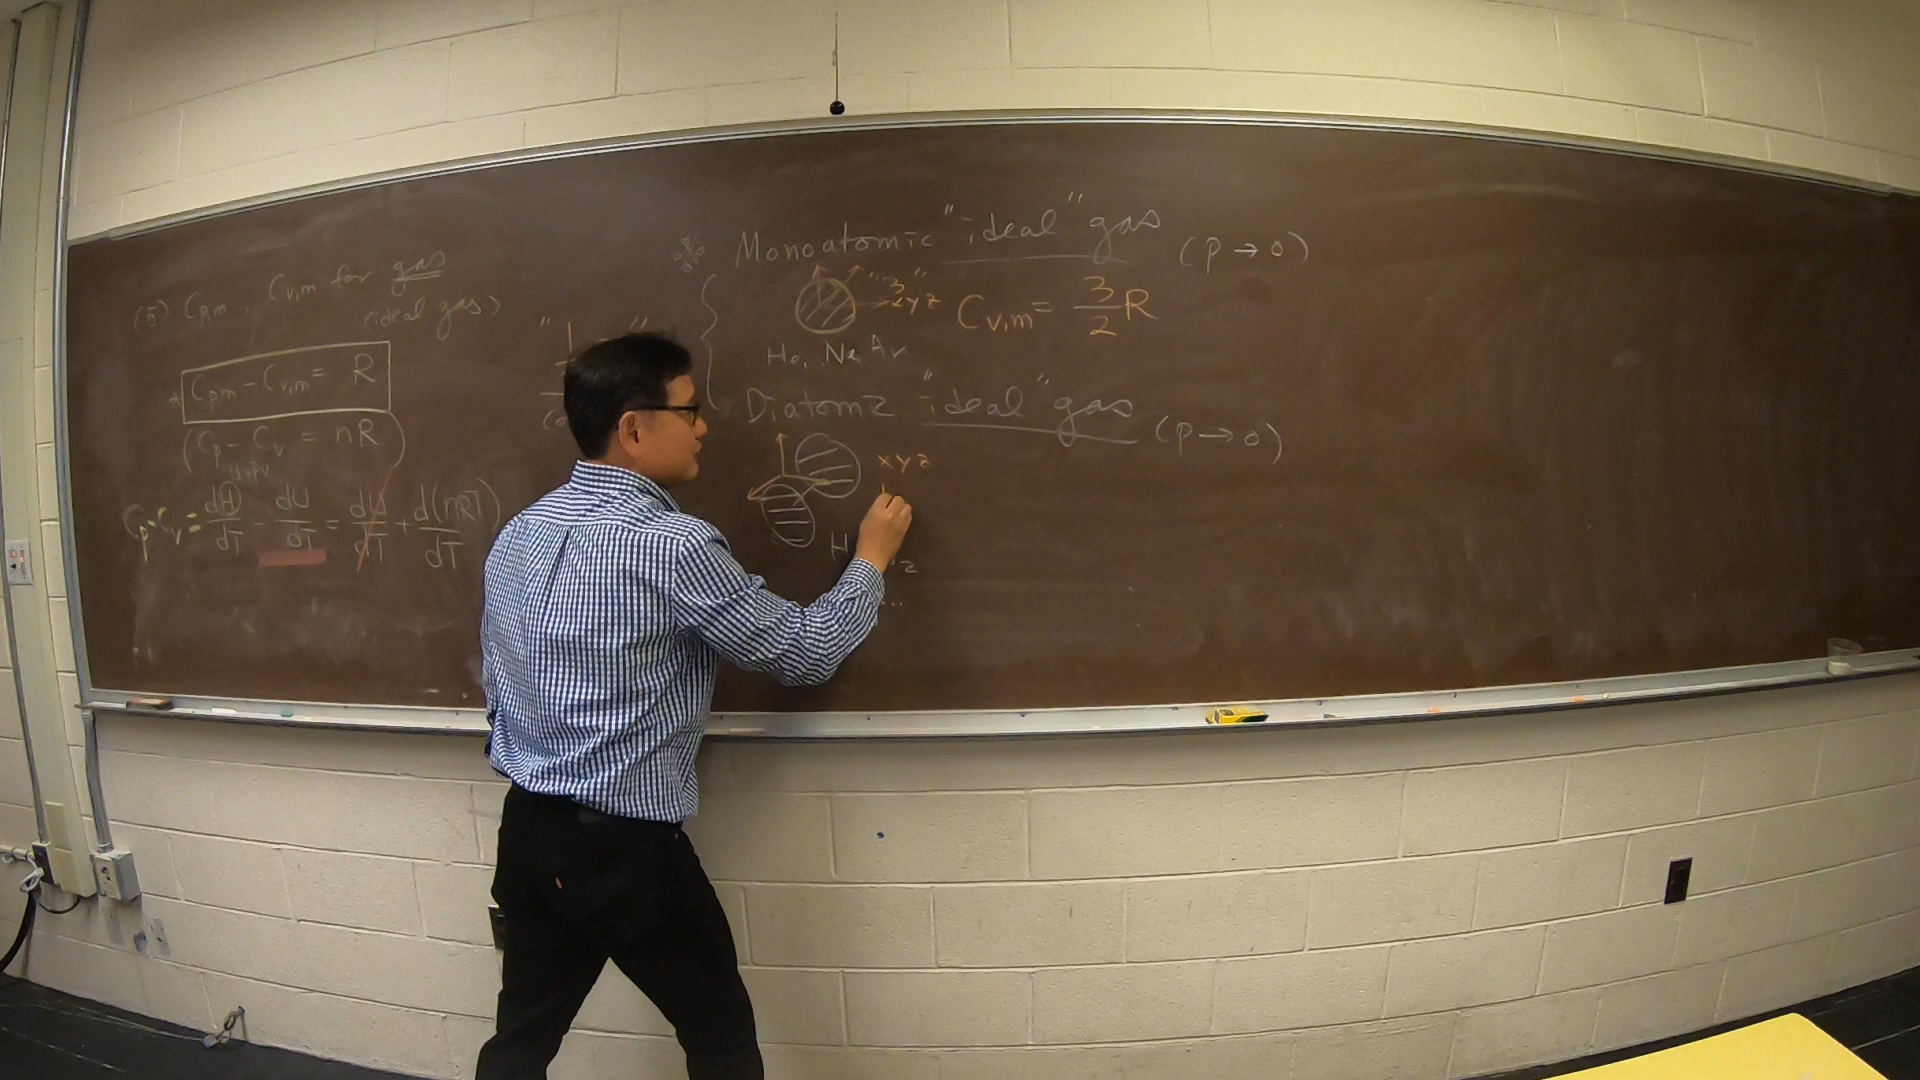 (5) Cp,m , Cv,m for gas
(ideal gas)
* Cp,m - Cv,m = R
(Cp - Cv = nR)
U+pV
Cp-Cv = dH/dT - dU/dT = dU/dT + d(nRT)/dT
※ Monoatomic "ideal" gas (p → 0)
"3"
xyz
Cv,m = 3/2 R
He, Ne Ar
Diatomic "ideal" gas (p → 0)
xyz
H
2
...